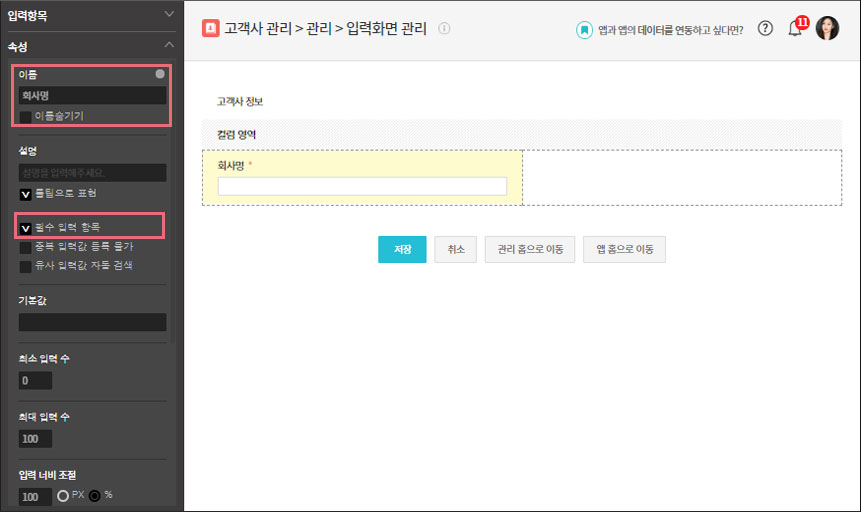 입력항목
속성
이름
회사명
이름숨기기
설명
설명을 입력해주세요.
툴팁으로 표현
필수 입력 항목
중복 입력값 등록 불가
유사 입력값 자동 검색
기본값
최소 입력 수
0
최대 입력 수
100
입력 너비 조절
100 PX %
고객사 관리 > 관리 > 입력화면 관리
앱과 앱의 데이터를 연동하고 싶다면?
11
고객사 정보
컬럼 영역
회사명 *
저장 취소 관리 홈으로 이동 앱 홈으로 이동